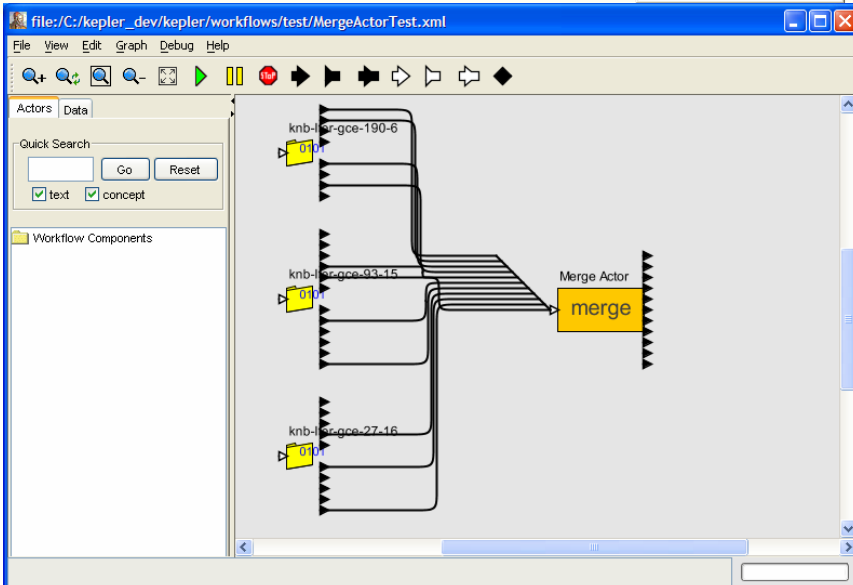 file:/C:/kepler_dev/kepler/workflows/test/MergeActorTest.xml
File View Edit Graph Debug Help
STOP
Actors Data
Quick Search
Go Reset
text concept
Workflow Components
knb-lter-gce-190-6
0101
knb-lter-gce-93-15
0101
Merge Actor
merge
knb-lter-gce-27-16
0101